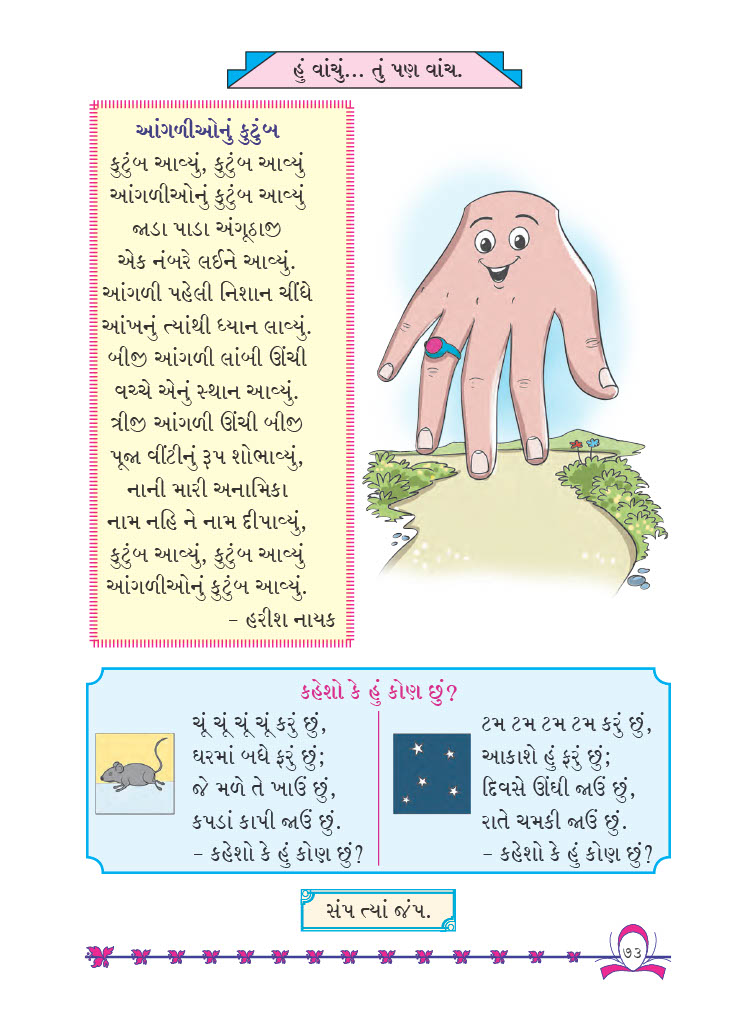 હું વાંચું... તું પણ વાંચ.
આંગળીઓનું કુટુંબ
કુટુંબ આવ્યું, કુટુંબ આવ્યું
આંગળીઓનું કુટુંબ આવ્યું
જાડા પાડા અંગૂઠાજી
એક નંબરે લઈને આવ્યું.
આંગળી પહેલી નિશાન ચીંધે
આંખનું ત્યાંથી ધ્યાન લાવ્યું.
બીજી આંગળી લાંબી ઊંચી
વચ્ચે એનું સ્થાન આવ્યું.
ત્રીજી આંગળી ઊંચી બીજી
પૂજા વીંટીનું રૂપ શોભાવ્યું,
નાની મારી અનામિકા
નામ નહિ ને નામ દીપાવ્યું,
કુટુંબ આવ્યું, કુટુંબ આવ્યું
આંગળીઓનું કુટુંબ આવ્યું.
– હરીશ નાયક
કહેશો કે હું કોણ છું?
ચૂં ચૂં ચૂં ચૂં કરું છું,
ઘરમાં બધે ફરું છું;
જે મળે તે ખાઉં છું,
કપડાં કાપી જાઉં છું.
– કહેશો કે હું કોણ છું?
ટમ ટમ ટમ ટમ કરું છું,
આકાશે હું ફરું છું;
દિવસે ઊંઘી જાઉં છું,
રાતે ચમકી જાઉં છું.
– કહેશો કે હું કોણ છું?
સંપ ત્યાં જંપ.
૭૩